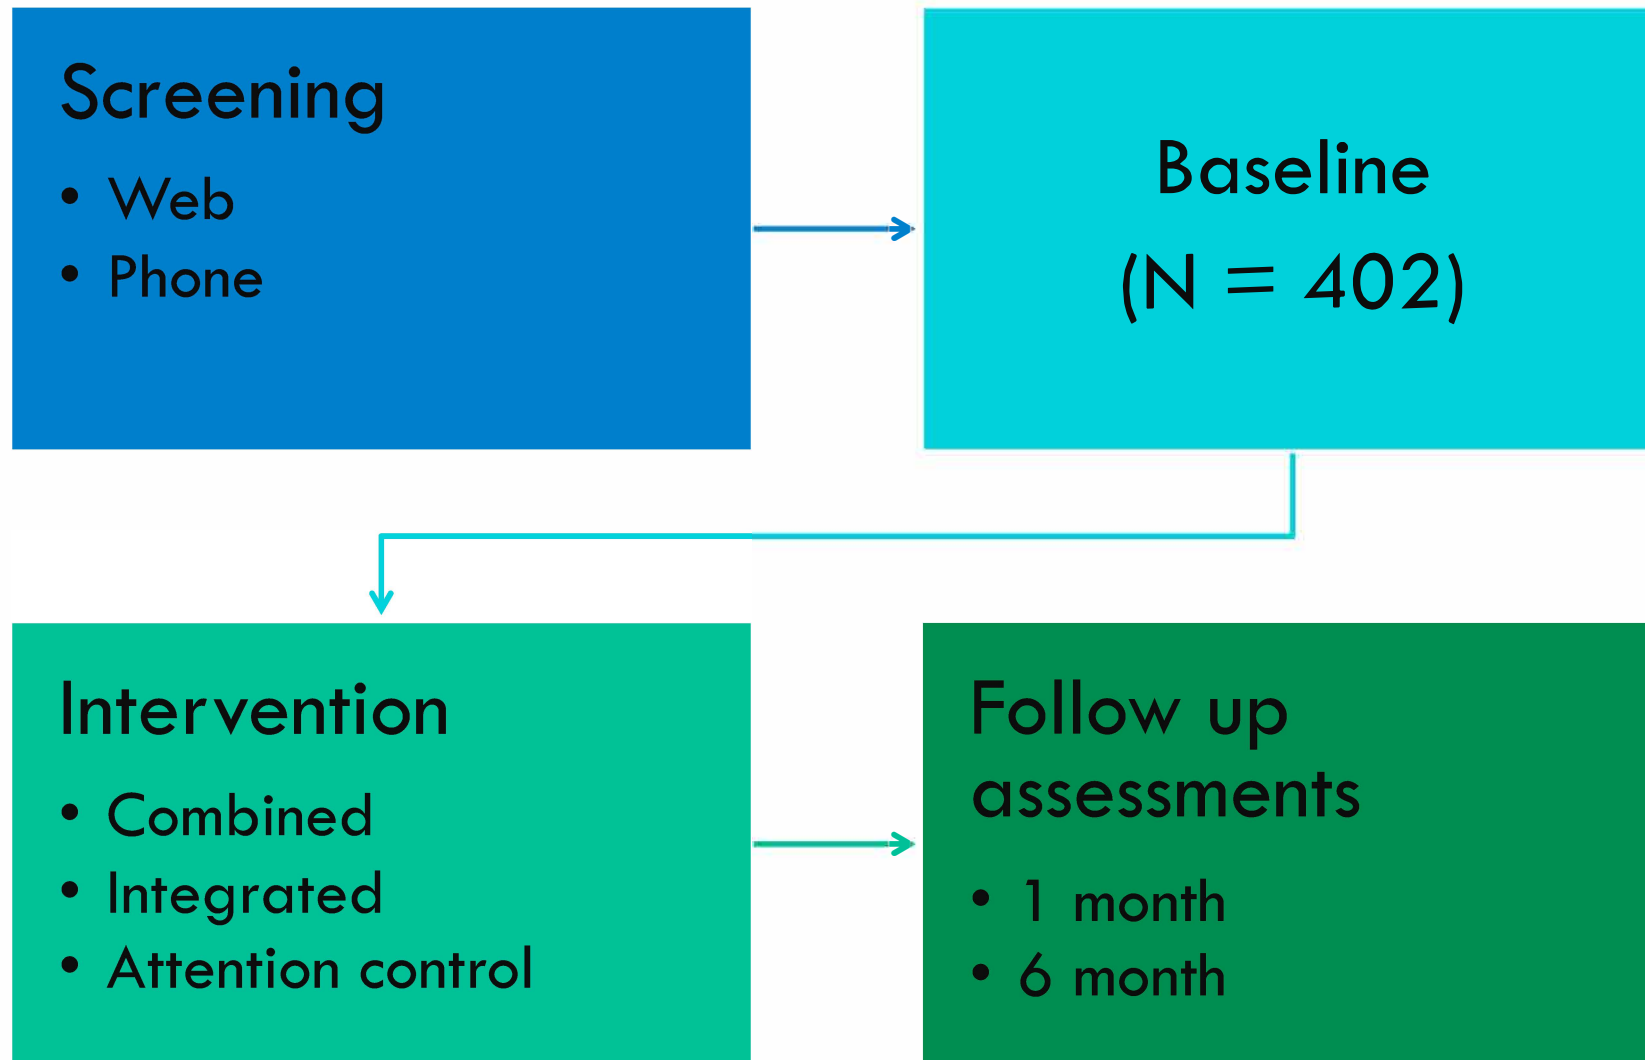 Screening
• Web
• Phone
Baseline
(N = 402)
Intervention
• Combined
• Integrated
• Attention control
Follow up
assessments
• 1 month
• 6 month